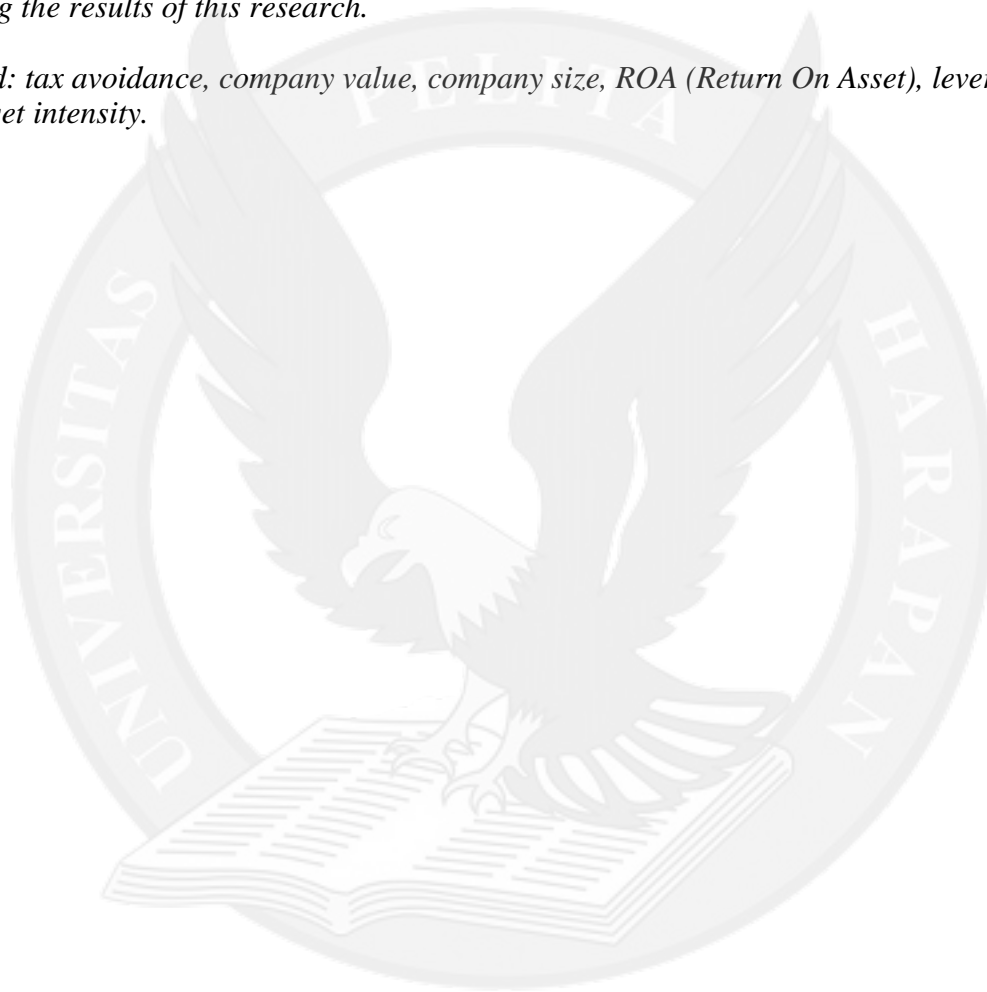 g the results of this research.
d: tax avoidance, company value, company size, ROA (Return On Asset), lever
et intensity.
UNIVERSITAS
PELITA
HARAPAN